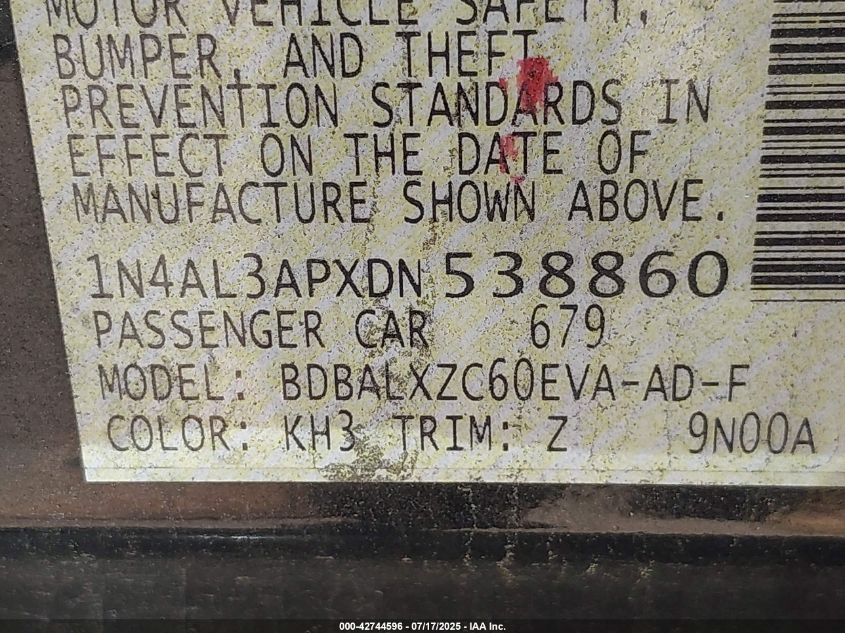 MOTOR VEHICLE SAFETY,
BUMPER, AND THEFT
PREVENTION STANDARDS IN
EFFECT ON THE DATE OF
MANUFACTURE SHOWN ABOVE.
1N4AL3APXDN538860
PASSENGER CAR 679
MODEL: BDBALXZC60EVA-AD-F
COLOR: KH3 TRIM: Z 9N00A
000-42744596 - 07/17/2025 - IAA Inc.